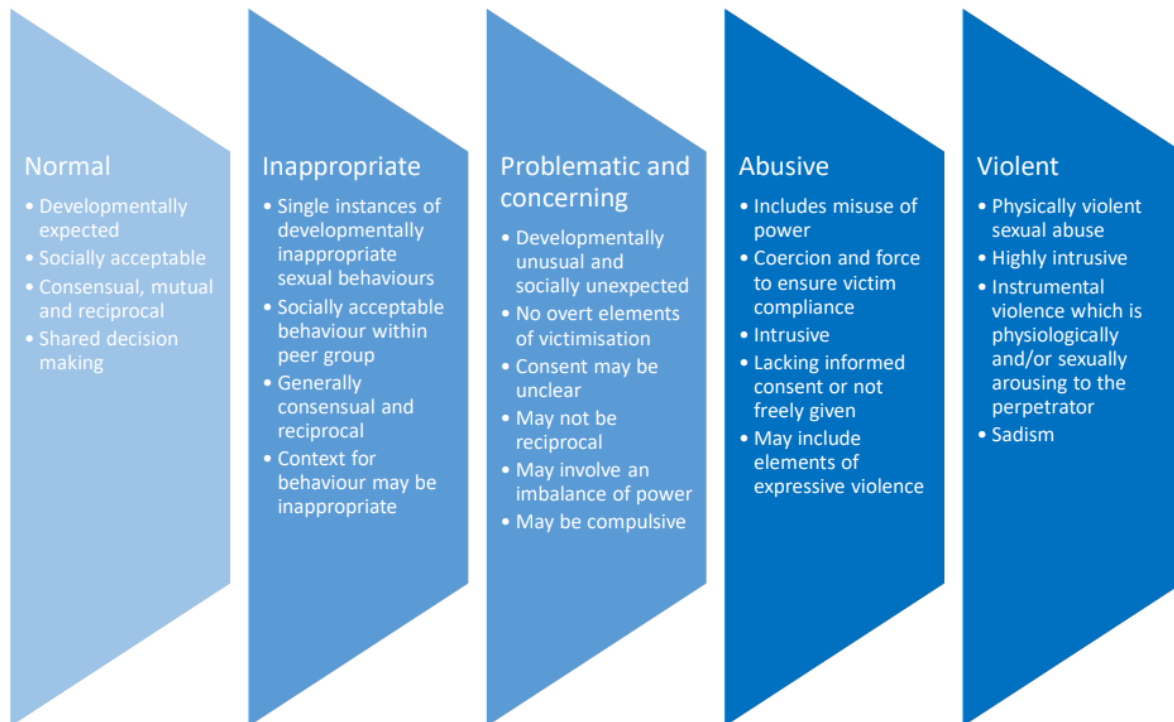 Normal
• Developmentally
expected
• Socially acceptable
• Consensual, mutual
and reciprocal
• Shared decision
making
Inappropriate
• Single instances of
developmentally
inappropriate
sexual behaviours
• Socially acceptable
behaviour within
peer group
• Generally
consensual and
reciprocal
• Context for
behaviour may be
inappropriate
Problematic and
concerning
• Developmentally
unusual and
socially unexpected
• No overt elements
of victimisation
• Consent may be
unclear
• May not be
reciprocal
• May involve an
imbalance of power
• May be compulsive
Abusive
• Includes misuse of
power
• Coercion and force
to ensure victim
compliance
• Intrusive
• Lacking informed
consent or not
freely given
• May include
elements of
expressive violence
Violent
• Physically violent
sexual abuse
• Highly intrusive
• Instrumental
violence which is
physiologically
and/or sexually
arousing to the
perpetrator
• Sadism